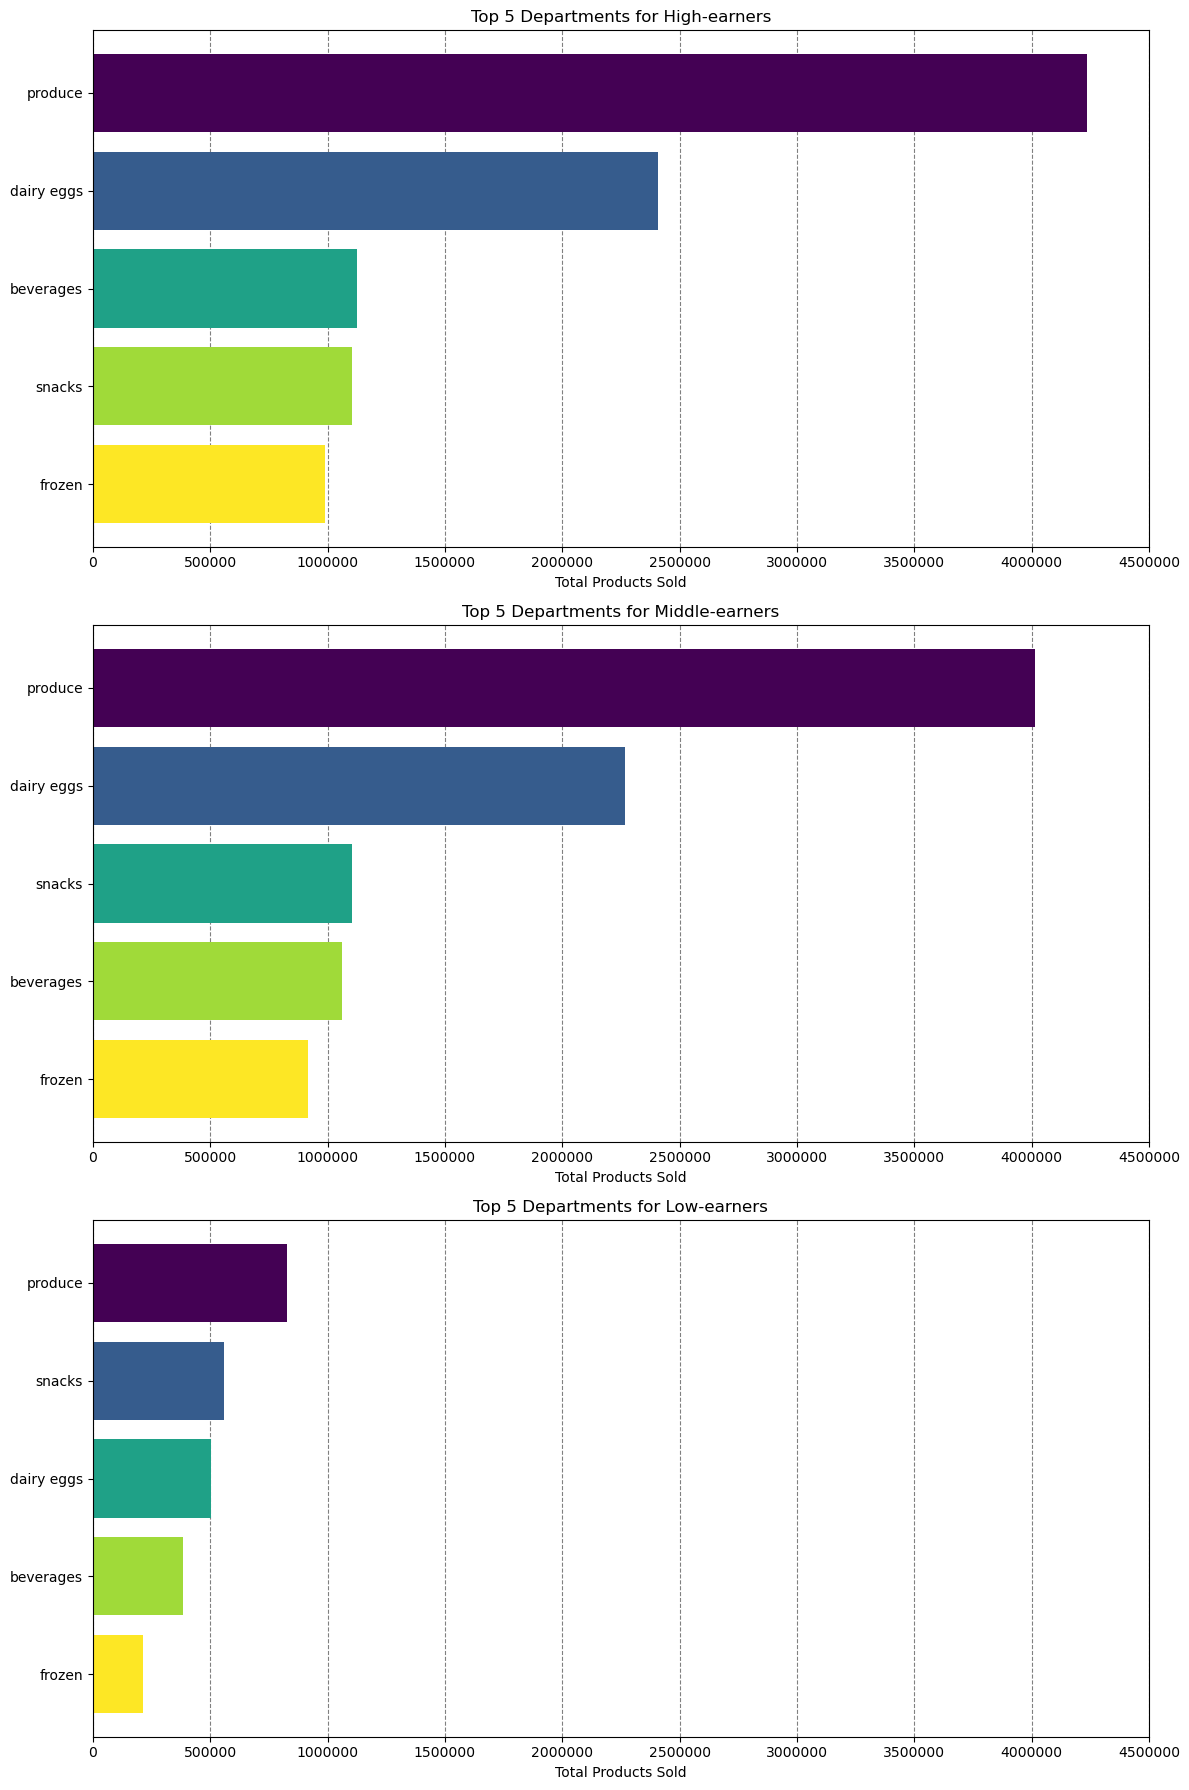 Top 5 Departments for High-earners
produce
dairy eggs
beverages
snacks
frozen
0 500000 1000000 1500000 2000000 2500000 3000000 3500000 4000000 4500000
Total Products Sold
Top 5 Departments for Middle-earners
produce
dairy eggs
snacks
beverages
frozen
0 500000 1000000 1500000 2000000 2500000 3000000 3500000 4000000 4500000
Total Products Sold
Top 5 Departments for Low-earners
produce
snacks
dairy eggs
beverages
frozen
0 500000 1000000 1500000 2000000 2500000 3000000 3500000 4000000 4500000
Total Products Sold